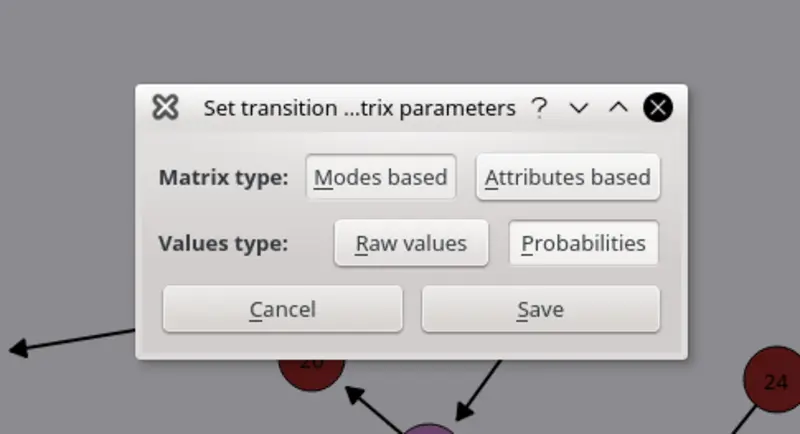 Set transition ...trix parameters ?
Matrix type: Modes based Attributes based
Values type: Raw values Probabilities
Cancel Save
20
24